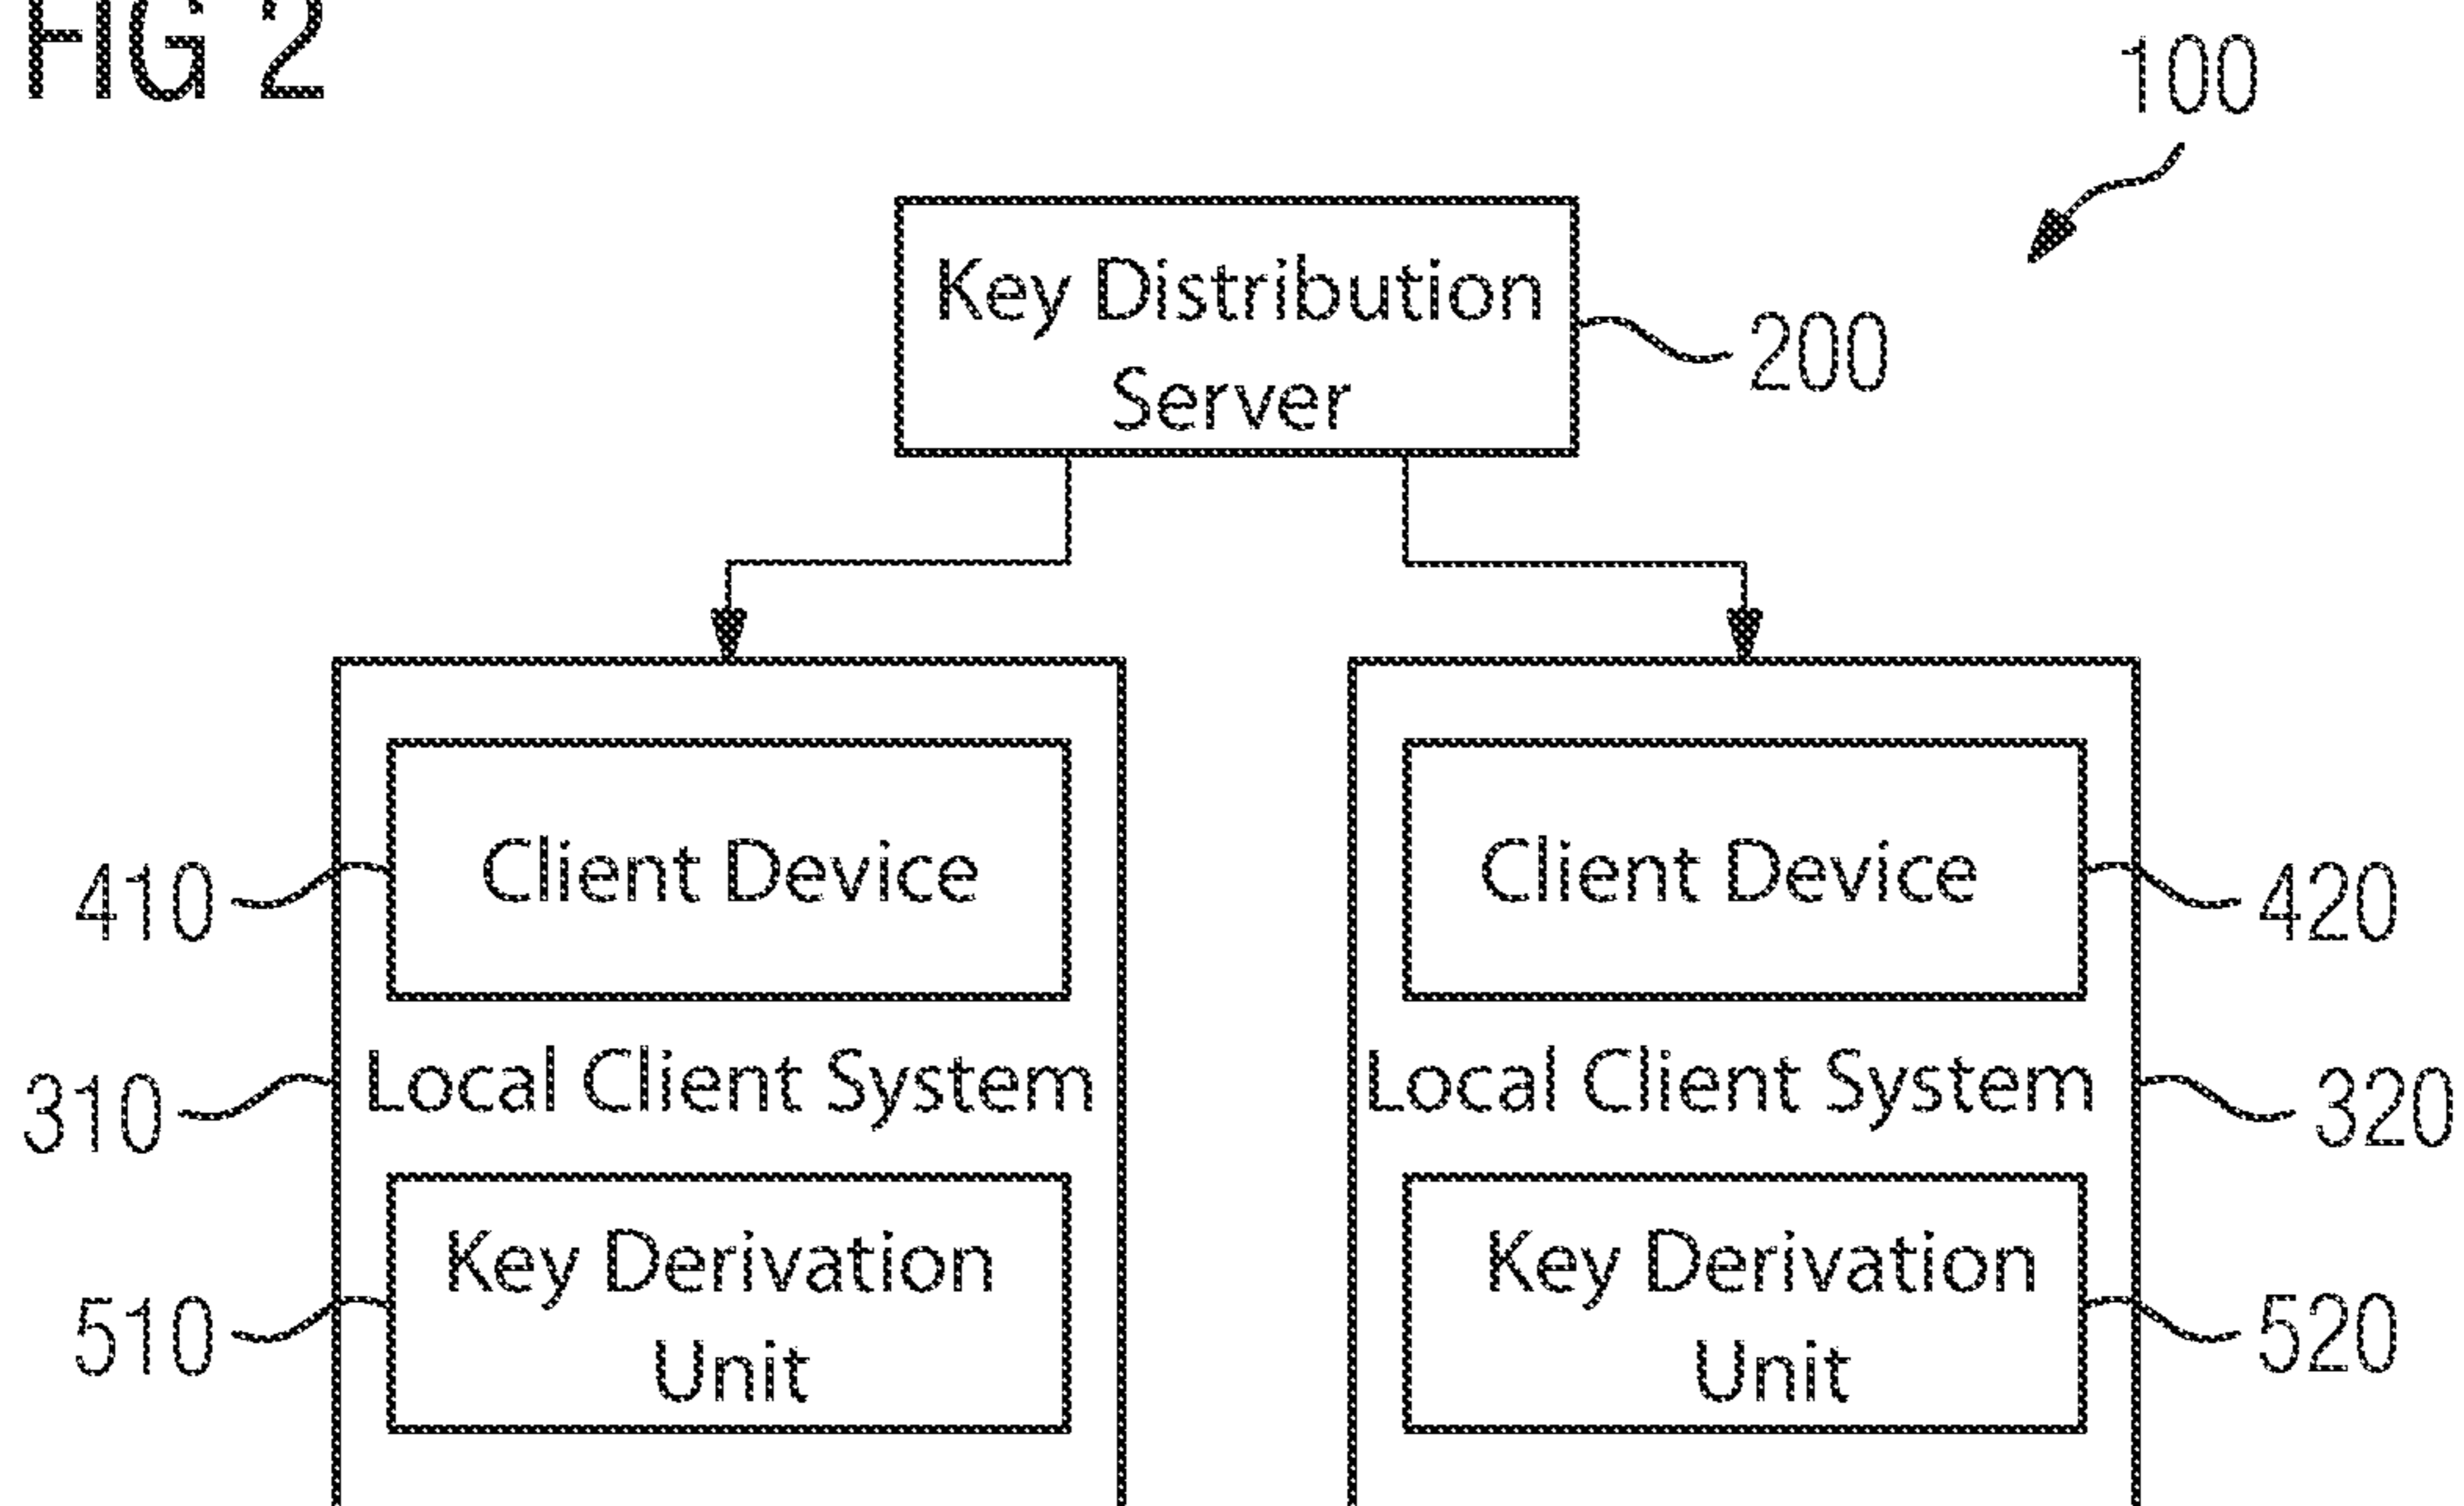 FIG 2
100
Key Distribution
Server
200
Client Device
410
Client Device
420
Local Client System
310
Local Client System
320
Key Derivation
Unit
510
Key Derivation
Unit
520